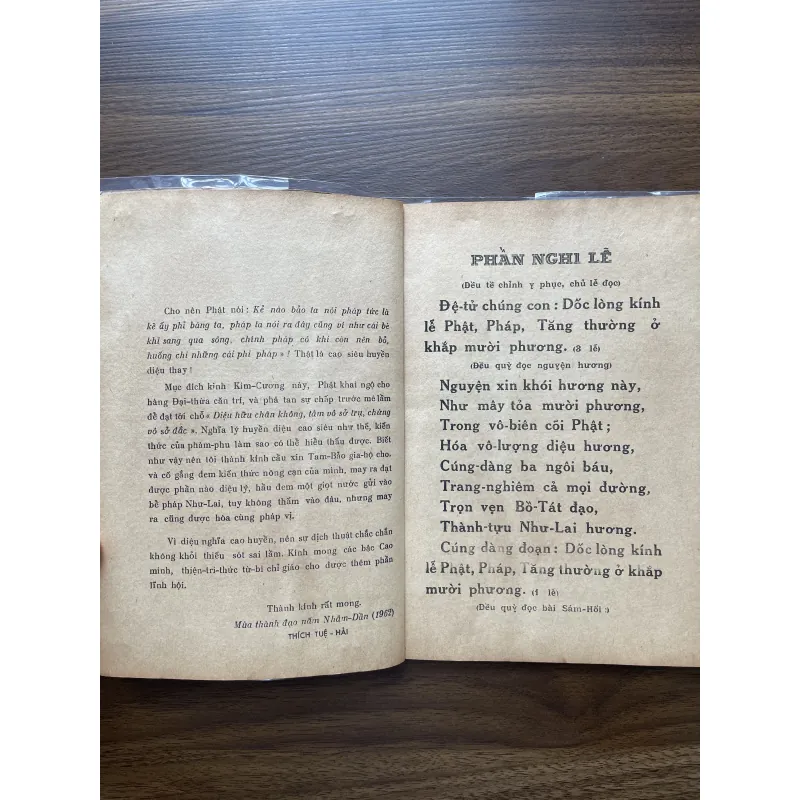 Cho nên Phật nói : Kẻ nào bảo ta nói pháp tức là
kẻ ấy phỉ báng ta, pháp ta nói ra đây cũng ví như cái bè
khi sang qua sông, chính pháp có khi còn nên bỏ,
huống chi những cái phi pháp » ! Thật là cao siêu huyền
diệu thay !
Mục đích kinh Kim-Cương này, Phật khai ngộ cho
hàng Đại-thừa căn trí, và phá tan sự chấp trước mê lầm
để đạt tới chỗ « Diệu hữu chân không, tâm vô sở trụ, chứng
vô sở đắc ». Nghĩa lý huyền diệu cao siêu như thế, kiến
thức của phàm-phu làm sao có thể hiểu thấu được. Biết
như vậy nên tôi thành kính cầu xin Tam-Bảo gia-hộ cho,
và cố gắng đem kiến thức nông cạn của mình, may ra đạt
được phần nào diệu lý, hầu đem một giọt nước gửi vào
bể pháp Như-Lai, tuy không thấm vào đâu, nhưng may
ra cũng được hòa cùng pháp vị.
Vì diệu nghĩa cao huyền, nên sự dịch thuật chắc chắn
không khỏi thiếu sót sai lầm. Kính mong các bậc Cao
minh, thiện-tri-thức từ-bi chỉ giáo cho được thêm phần
lĩnh hội.
Thành kính rất mong.
Mùa thành đạo năm Nhâm-Dần (1962)
THÍCH TUỆ - HẢI
PHẦN NGHI LỄ
(Đều tề chỉnh y phục, chủ lễ đọc)
Đệ-tử chúng con : Dốc lòng kính
lễ Phật, Pháp, Tăng thường ở
khắp mười phương. (3 lễ)
(Đều quỳ đọc nguyện hương)
Nguyện xin khói hương này,
Như mây tỏa mười phương,
Trong vô-biên cõi Phật ;
Hóa vô-lượng diệu hương,
Cúng-dàng ba ngôi báu,
Trang-nghiêm cả mọi đường,
Trọn vẹn Bồ-Tát đạo,
Thành-tựu Như-Lai hương.
Cúng dàng đoạn : Dốc lòng kính
lễ Phật, Pháp, Tăng thường ở khắp
mười phương. (1 lễ)
(Đều quỳ đọc bài Sám-Hối :)